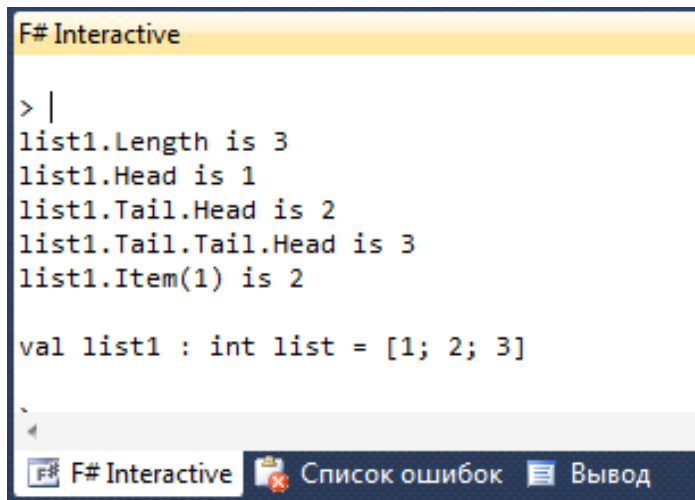 F# Interactive
>
list1.Length is 3
list1.Head is 1
list1.Tail.Head is 2
list1.Tail.Tail.Head is 3
list1.Item(1) is 2
val list1 : int list = [1; 2; 3]
F# Interactive Список ошибок Вывод